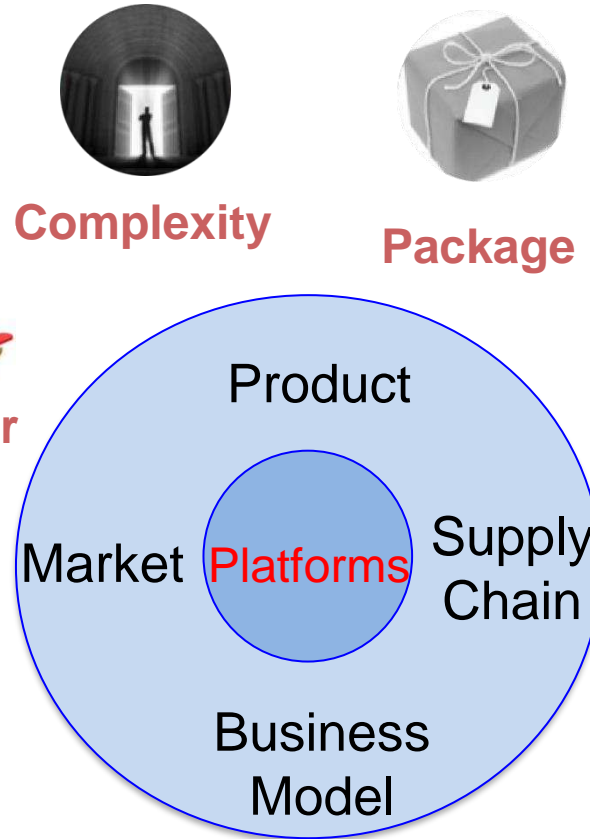 Complexity
Package
r
Product
Market
Platforms
Supply
Chain
Business
Model